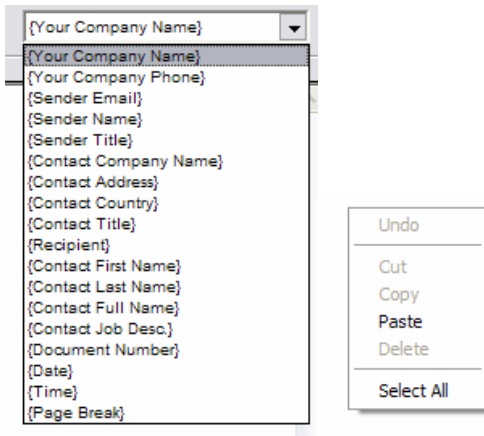 {Your Company Name}
{Your Company Name}
{Your Company Phone}
{Sender Email}
{Sender Name}
{Sender Title}
{Contact Company Name}
{Contact Address}
{Contact Country}
{Contact Title}
{Recipient}
{Contact First Name}
{Contact Last Name}
{Contact Full Name}
{Contact Job Desc.}
{Document Number}
{Date}
{Time}
{Page Break}
Undo
Cut
Copy
Paste
Delete
Select All